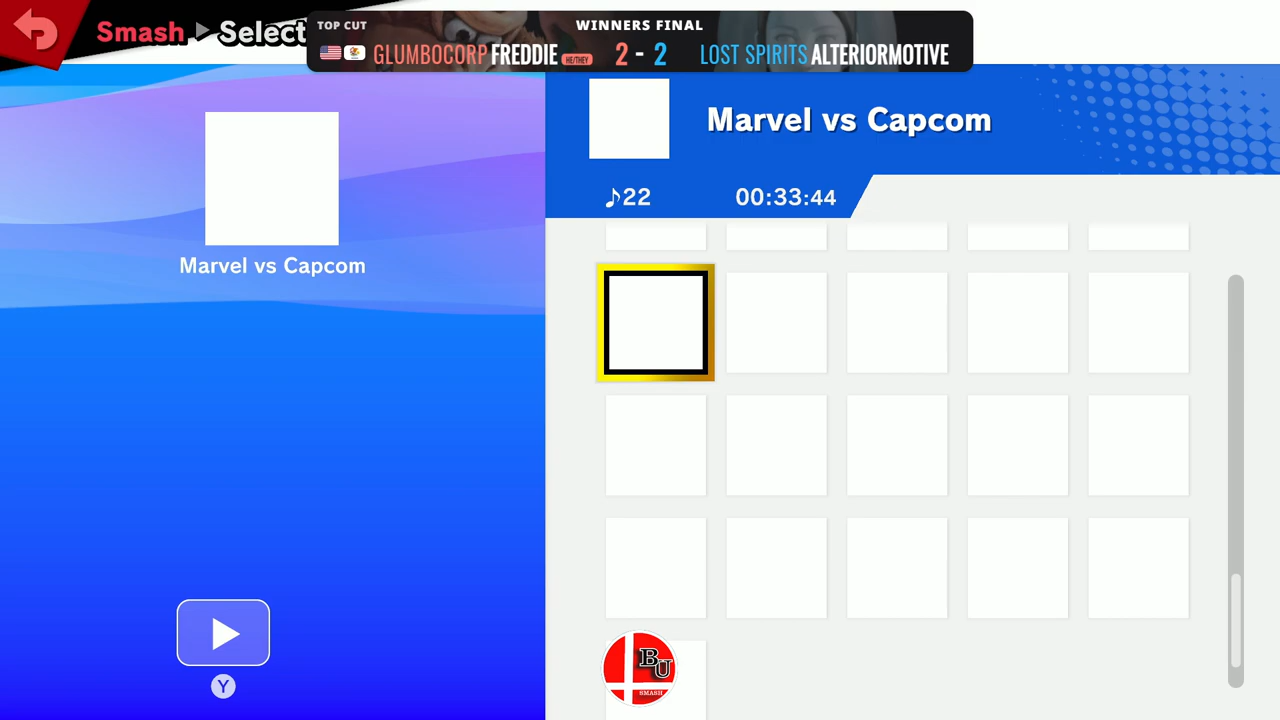 Smash ▶ Select
TOP CUT
WINNERS FINAL
GLUMBOCORP FREDDIE HE/THEY 2 - 2 LOST SPIRITS ALTERIORMOTIVE
Marvel vs Capcom
♪22 00:33:44
Marvel vs Capcom
Y
BU
SMASH